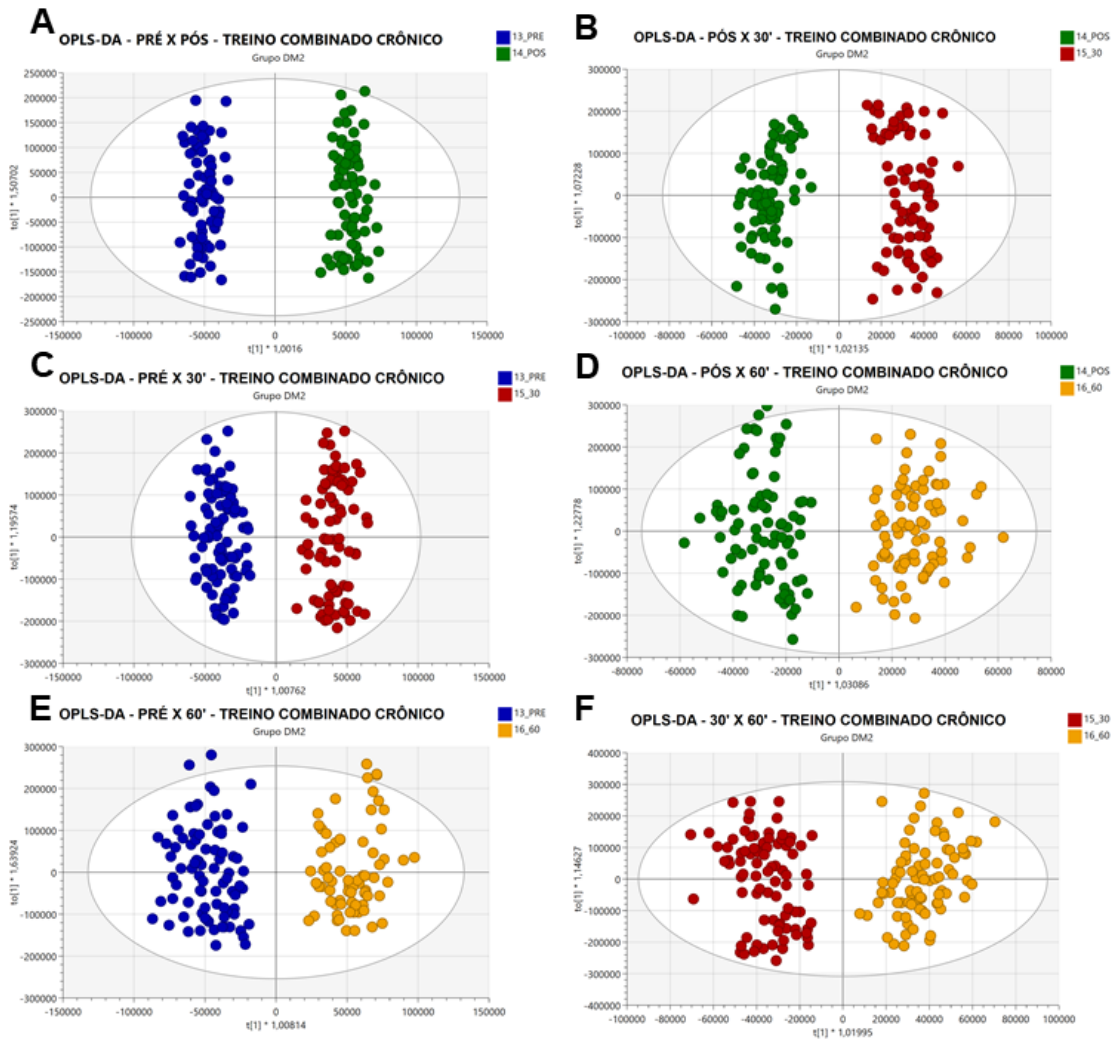 A
OPLS-DA - PRÉ X PÓS - TREINO COMBINADO CRÔNICO
Grupo DM2
13_PRE
14_POS
250000
200000
150000
100000
50000
0
-50000
-100000
-150000
-200000
-250000
to[1] * 1,50702
-150000 -100000 -50000 0 50000 100000 150000
t[1] * 1,0016
B
OPLS-DA - PÓS X 30' - TREINO COMBINADO CRÔNICO
Grupo DM2
14_POS
15_30
300000
200000
100000
0
-100000
-200000
-300000
to[1] * 1,07228
-100000 -80000 -60000 -40000 -20000 0 20000 40000 60000 80000 100000
t[1] * 1,02135
C
OPLS-DA - PRÉ X 30' - TREINO COMBINADO CRÔNICO
Grupo DM2
13_PRE
15_30
300000
200000
100000
0
-100000
-200000
-300000
to[1] * 1,19574
-150000 -100000 -50000 0 50000 100000 150000
t[1] * 1,00762
D
OPLS-DA - PÓS X 60' - TREINO COMBINADO CRÔNICO
Grupo DM2
14_POS
16_60
300000
200000
100000
0
-100000
-200000
-300000
to[1] * 1,22778
-80000 -60000 -40000 -20000 0 20000 40000 60000 80000
t[1] * 1,03086
E
OPLS-DA - PRÉ X 60' - TREINO COMBINADO CRÔNICO
Grupo DM2
13_PRE
16_60
300000
200000
100000
0
-100000
-200000
-300000
to[1] * 1,63924
-150000 -100000 -50000 0 50000 100000 150000
t[1] * 1,00814
F
OPLS-DA - 30' X 60' - TREINO COMBINADO CRÔNICO
Grupo DM2
15_30
16_60
400000
300000
200000
100000
0
-100000
-200000
-300000
-400000
to[1] * 1,14627
-100000 -80000 -60000 -40000 -20000 0 20000 40000 60000 80000 100000
t[1] * 1,01995